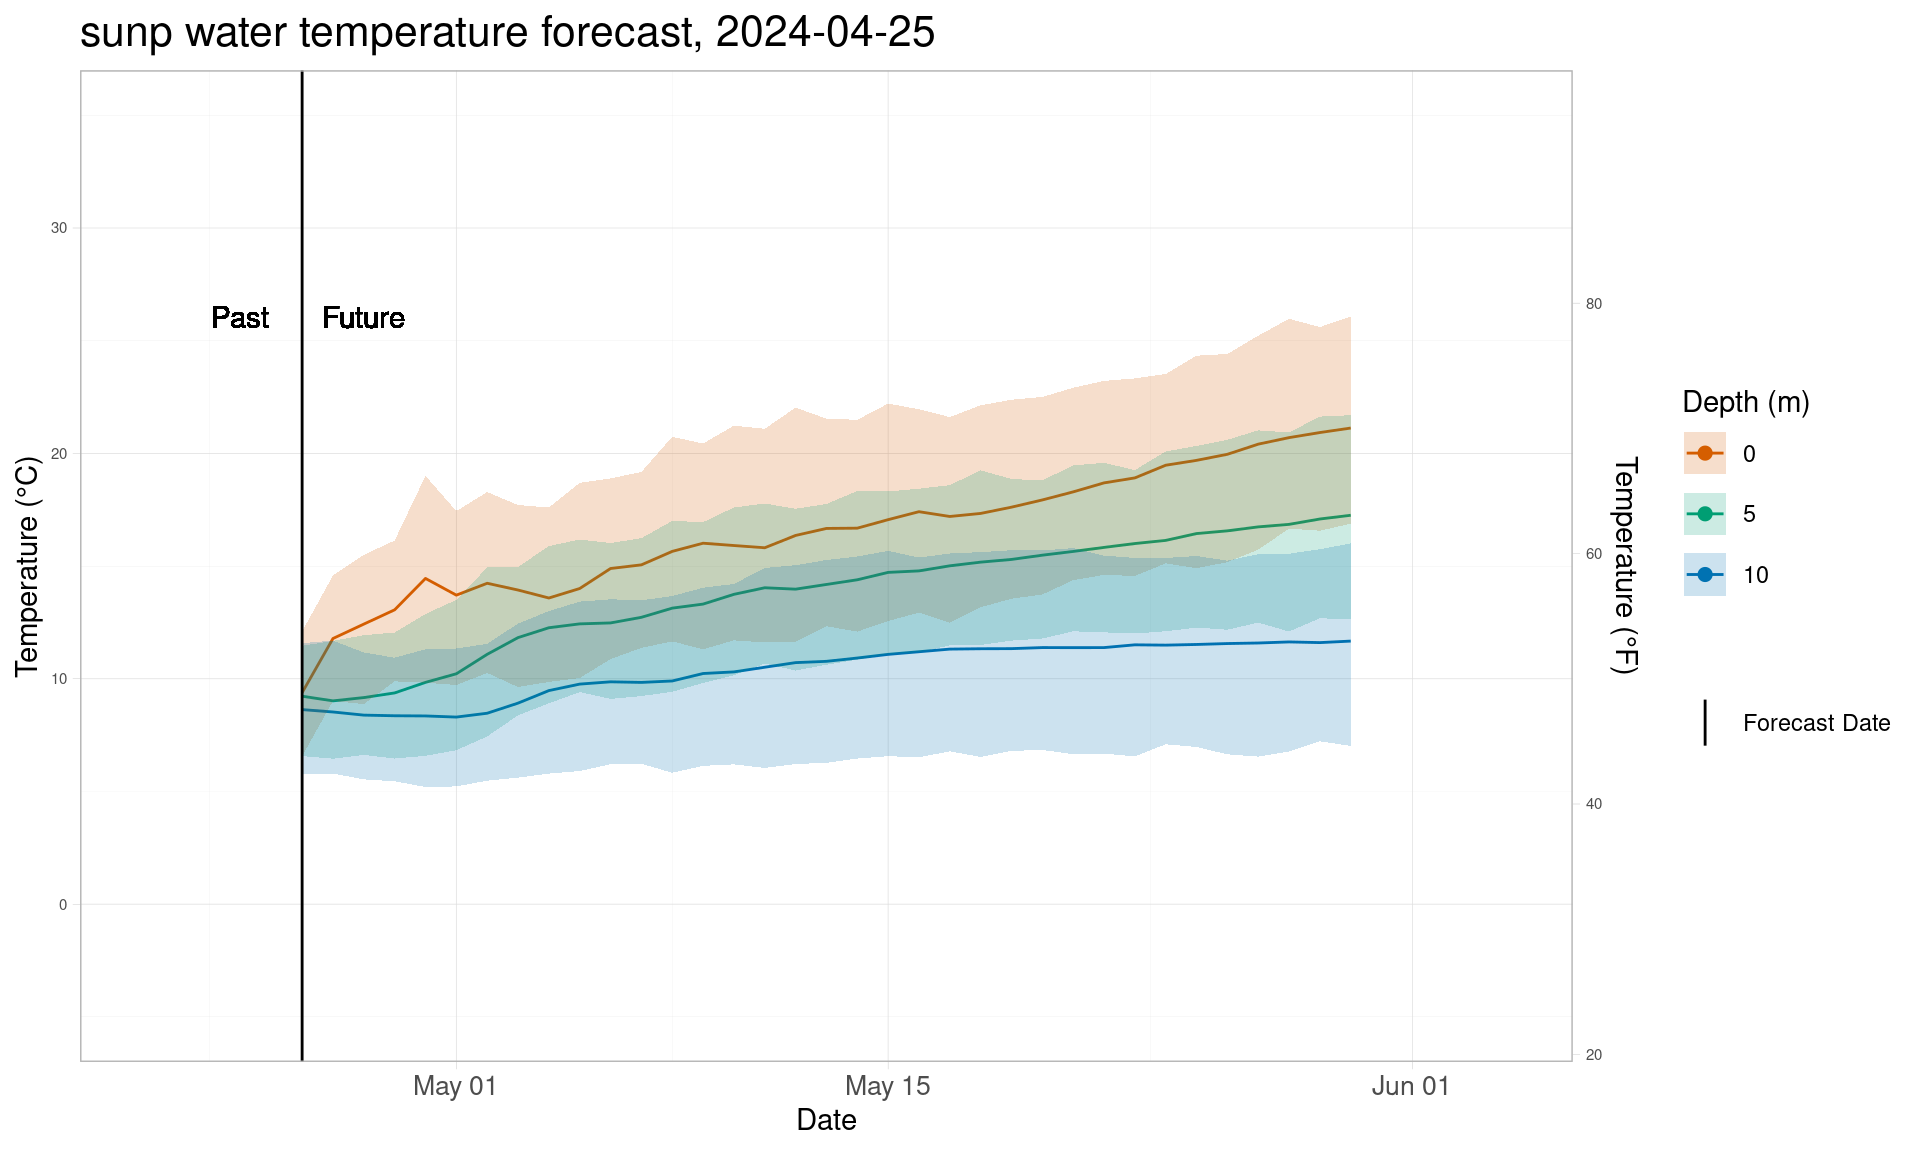 sunp water temperature forecast, 2024-04-25
Temperature (°C)
30
20
10
0
Past
Future
80
60
40
20
Temperature (°F)
May 01
May 15
Jun 01
Date
Depth (m)
0
5
10
Forecast Date